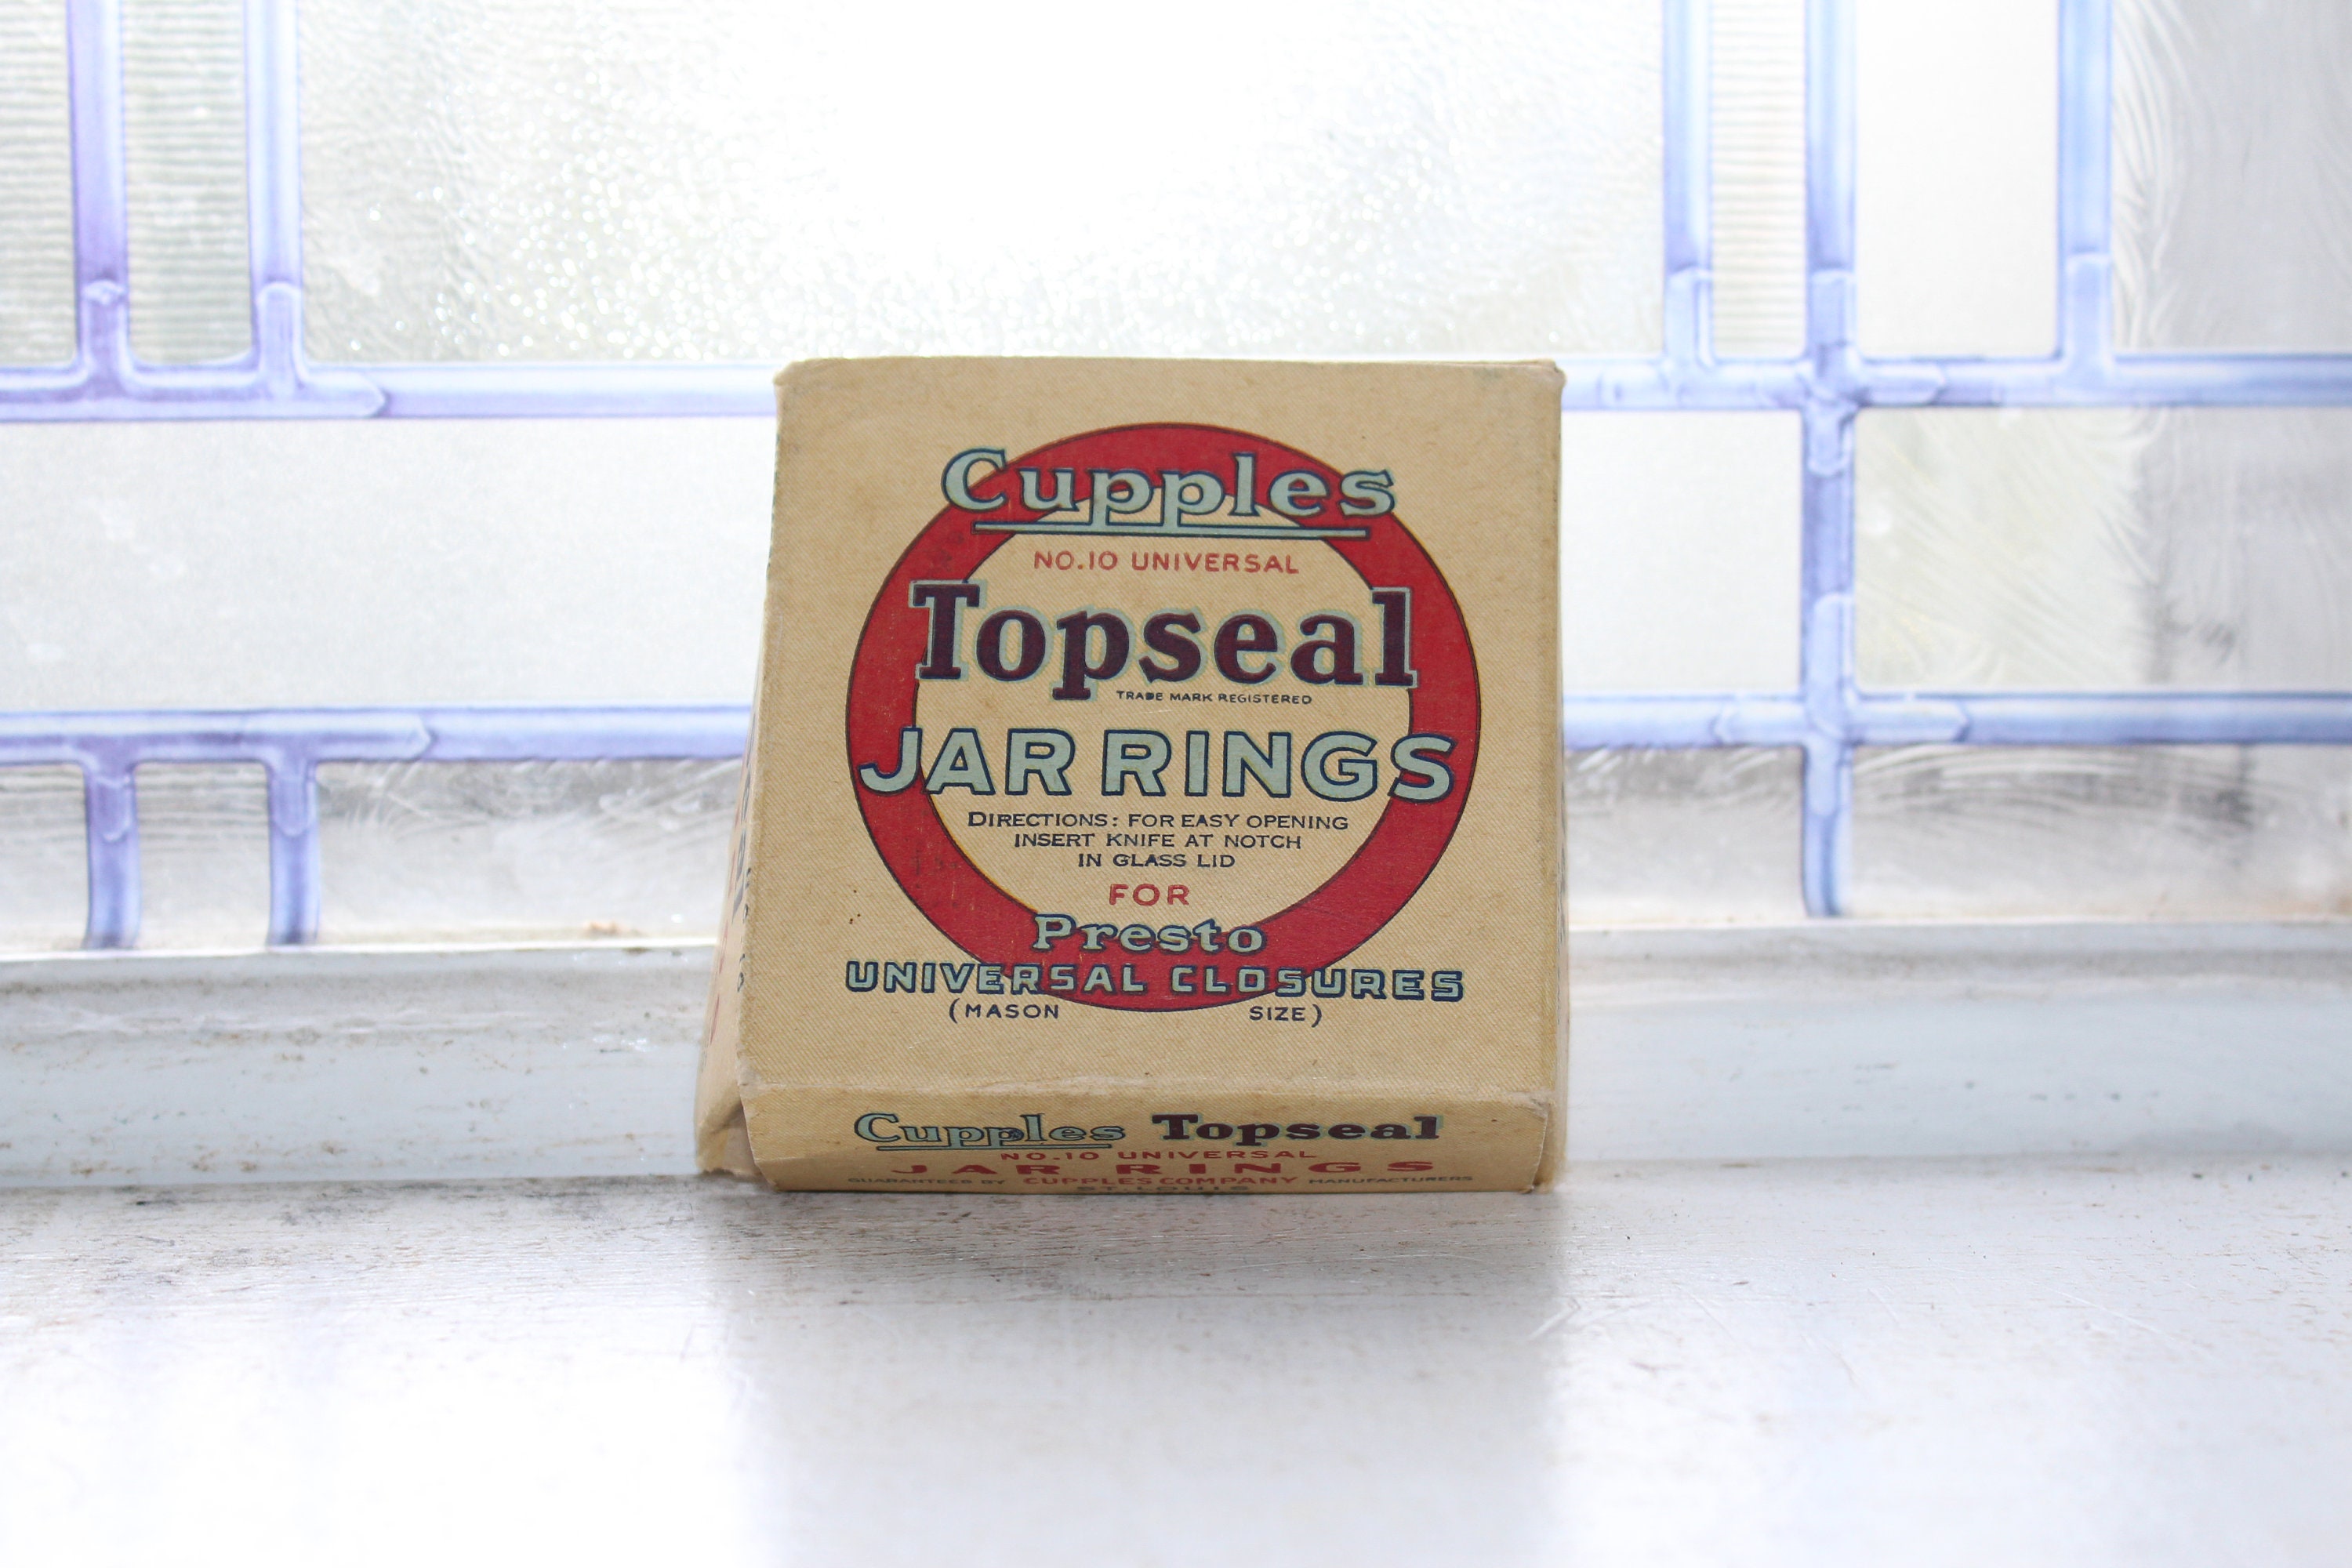 Cupples
NO.10 UNIVERSAL
Topseal
TRADE MARK REGISTERED
JAR RINGS
DIRECTIONS: FOR EASY OPENING
INSERT KNIFE AT NOTCH
IN GLASS LID
FOR
Presto
UNIVERSAL CLOSURES
(MASON SIZE)
Cupples Topseal
NO.10 UNIVERSAL
JAR RINGS
GUARANTEED BY CUPPLES COMPANY MANUFACTURERS
ST. LOUIS